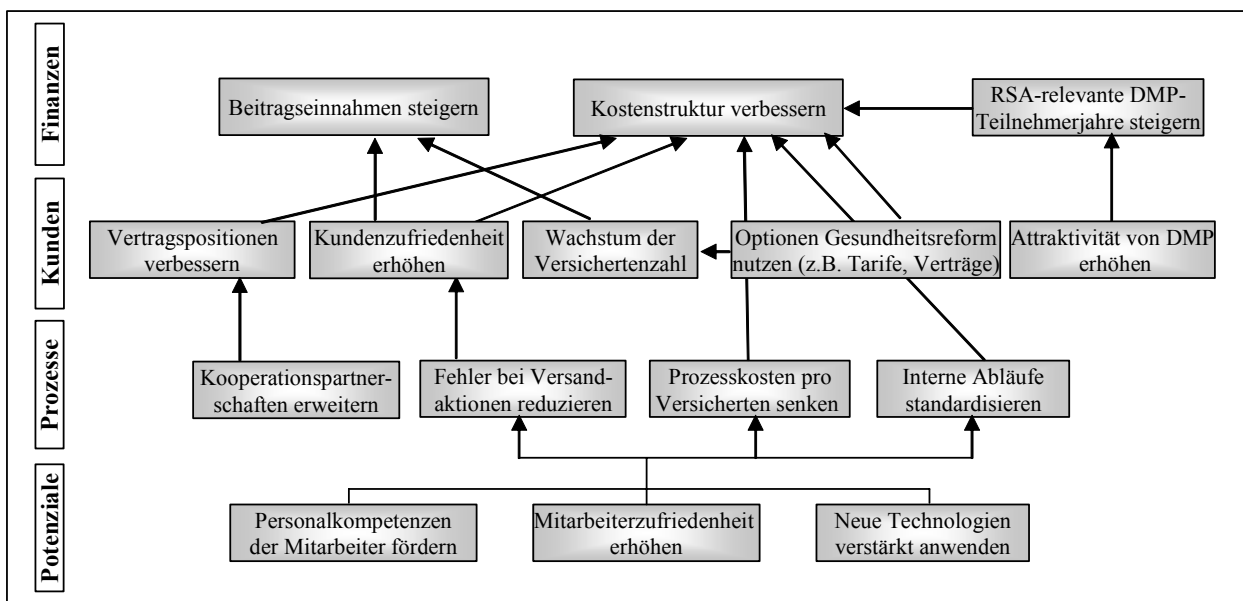 Finanzen
Beitragseinnahmen steigern
Kostenstruktur verbessern
RSA-relevante DMP-
Teilnehmerjahre steigern
Kunden
Vertragspositionen
verbessern
Kundenzufriedenheit
erhöhen
Wachstum der
Versichertenzahl
Optionen Gesundheitsreform
nutzen (z.B. Tarife, Verträge)
Attraktivität von DMP
erhöhen
Prozesse
Kooperationspartner-
schaften erweitern
Fehler bei Versand-
aktionen reduzieren
Prozesskosten pro
Versicherten senken
Interne Abläufe
standardisieren
Potenziale
Personalkompetenzen
der Mitarbeiter fördern
Mitarbeiterzufriedenheit
erhöhen
Neue Technologien
verstärkt anwenden